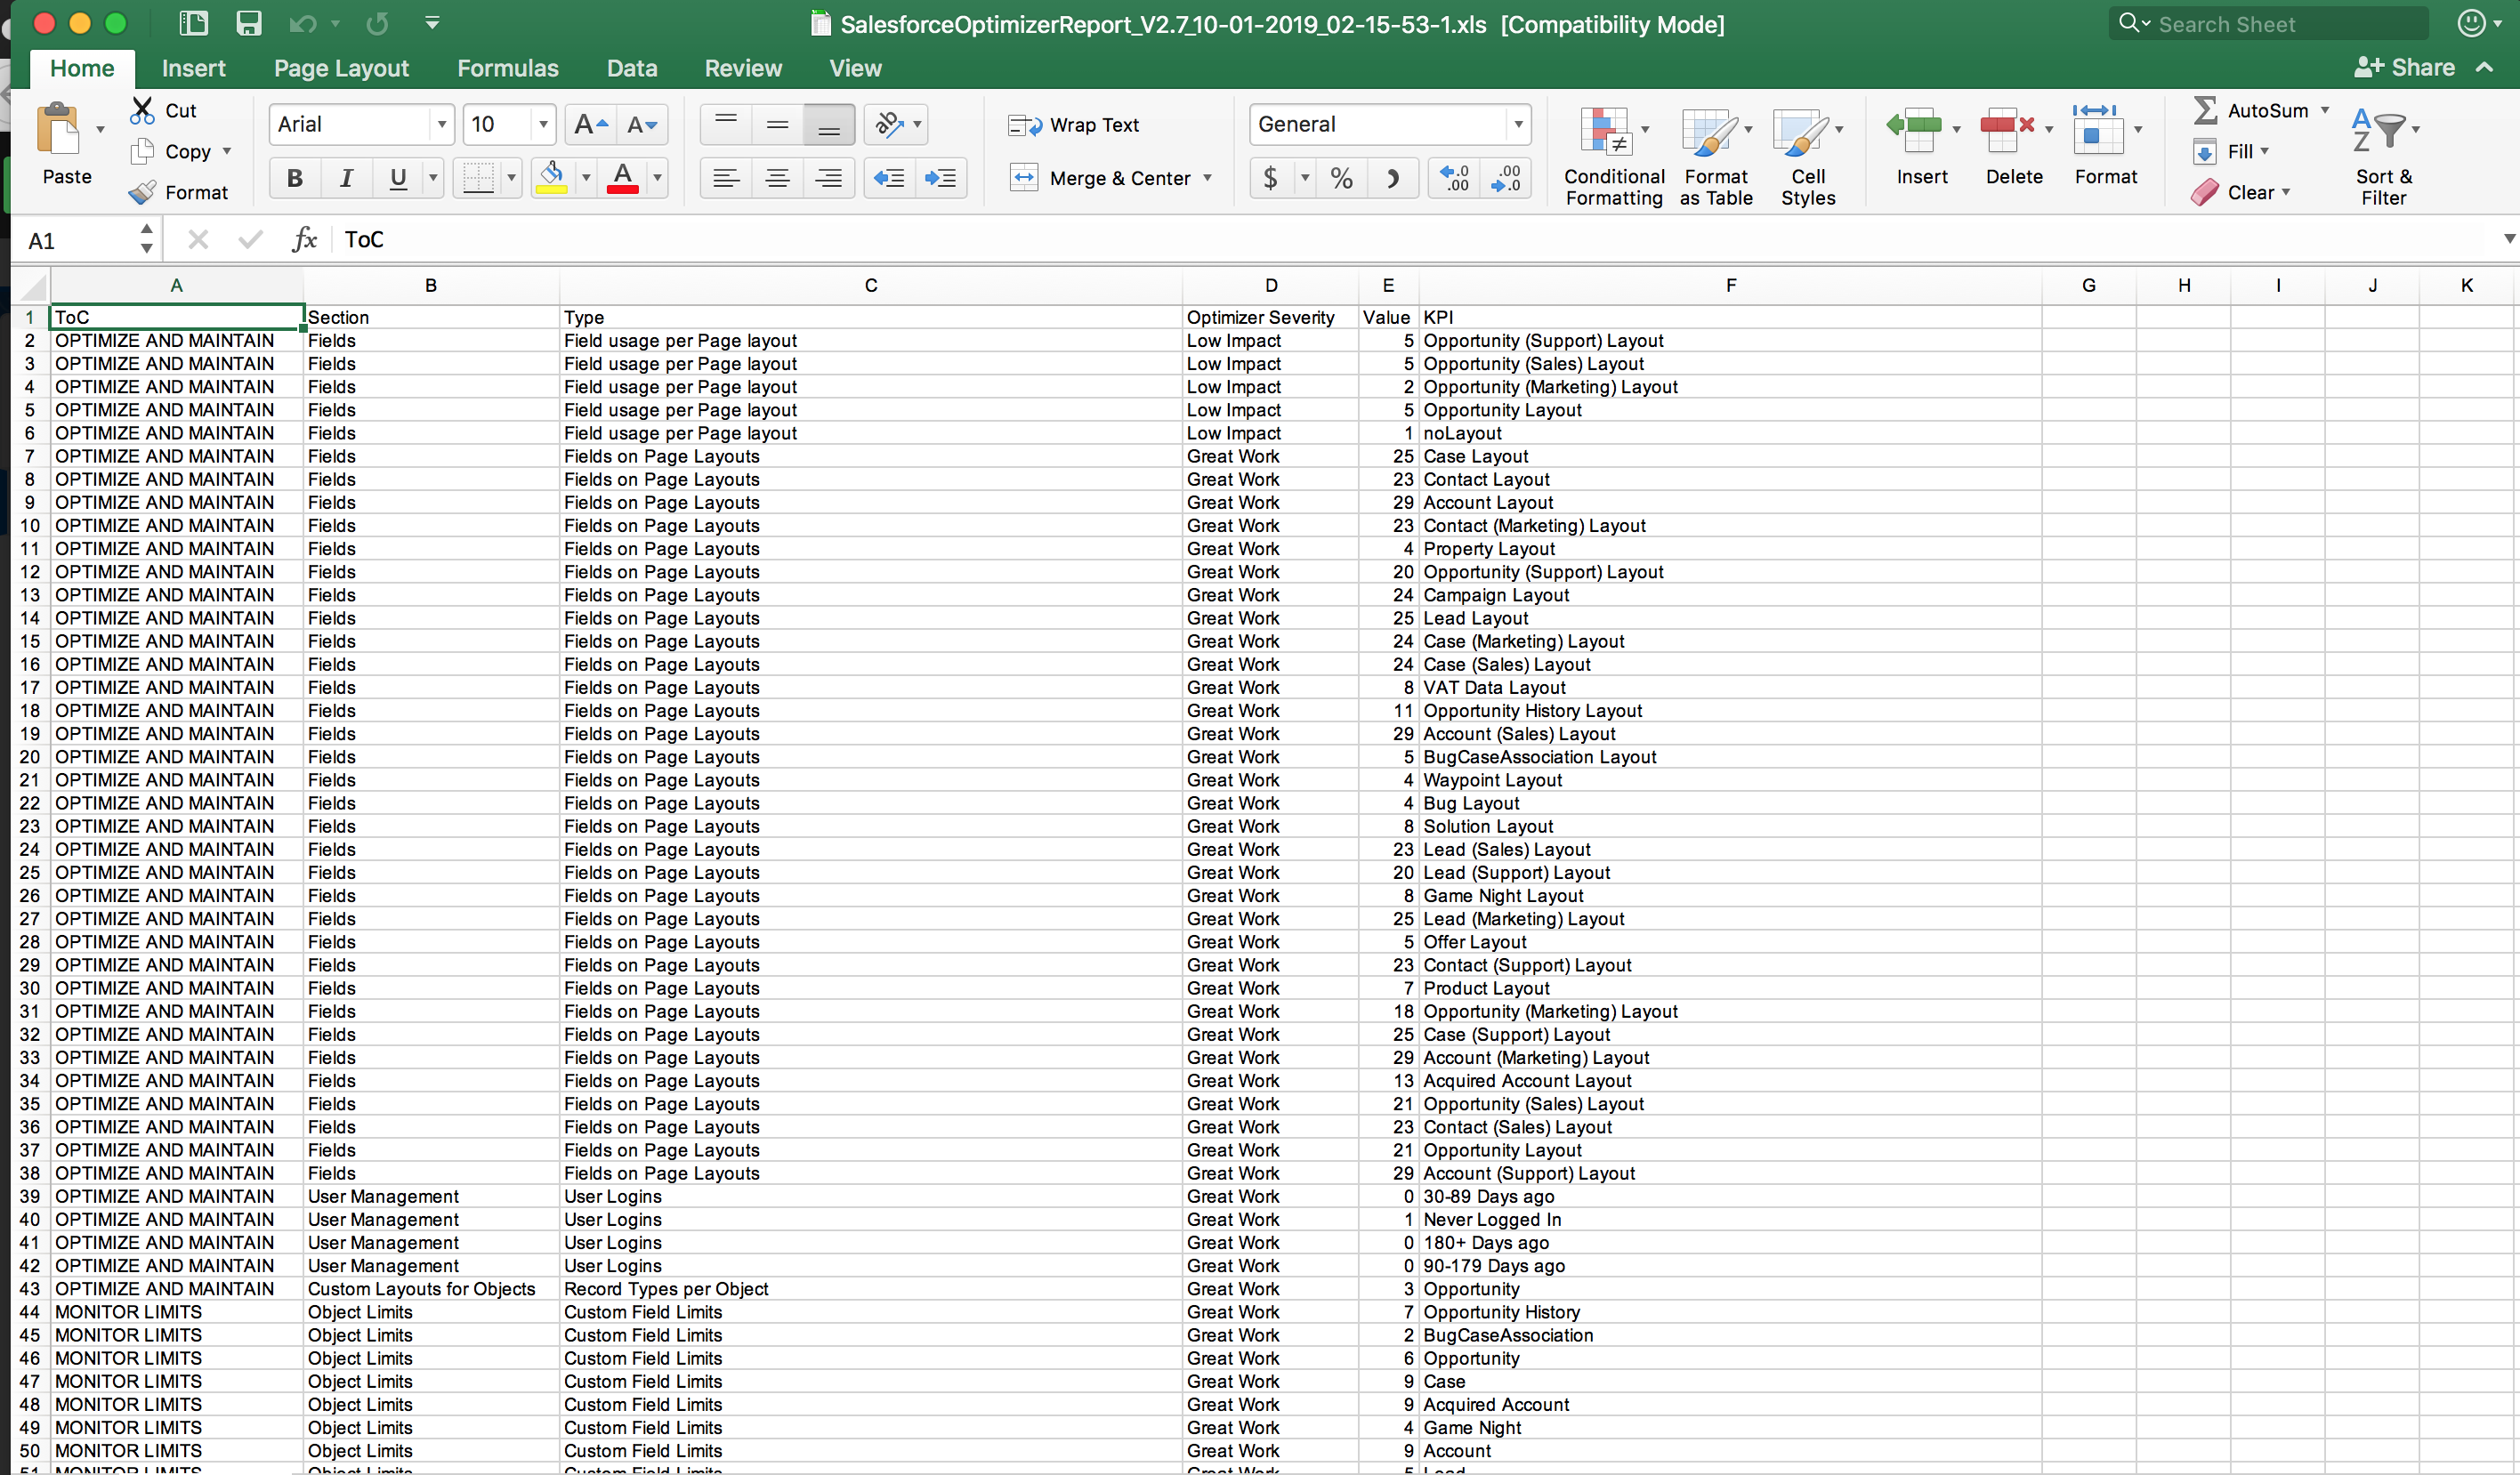 SalesforceOptimizerReport_V2.7_10-01-2019_02-15-53-1.xls [Compatibility Mode]
Search Sheet
Home Insert Page Layout Formulas Data Review View Share
Paste Cut Copy Format
Arial 10
A A
B I U A
ab
Wrap Text
Merge & Center
General
$ % ) .0 .00 .00 .0
Conditional Formatting
Format as Table
Cell Styles
Insert Delete Format
AutoSum Fill Clear
A Z Sort & Filter
A1 fx ToC
A B C D E F G H I J K
1 ToC Section Type Optimizer Severity Value KPI
2 OPTIMIZE AND MAINTAIN Fields Field usage per Page layout Low Impact 5 Opportunity (Support) Layout
3 OPTIMIZE AND MAINTAIN Fields Field usage per Page layout Low Impact 5 Opportunity (Sales) Layout
4 OPTIMIZE AND MAINTAIN Fields Field usage per Page layout Low Impact 2 Opportunity (Marketing) Layout
5 OPTIMIZE AND MAINTAIN Fields Field usage per Page layout Low Impact 5 Opportunity Layout
6 OPTIMIZE AND MAINTAIN Fields Field usage per Page layout Low Impact 1 noLayout
7 OPTIMIZE AND MAINTAIN Fields Fields on Page Layouts Great Work 25 Case Layout
8 OPTIMIZE AND MAINTAIN Fields Fields on Page Layouts Great Work 23 Contact Layout
9 OPTIMIZE AND MAINTAIN Fields Fields on Page Layouts Great Work 29 Account Layout
10 OPTIMIZE AND MAINTAIN Fields Fields on Page Layouts Great Work 23 Contact (Marketing) Layout
11 OPTIMIZE AND MAINTAIN Fields Fields on Page Layouts Great Work 4 Property Layout
12 OPTIMIZE AND MAINTAIN Fields Fields on Page Layouts Great Work 20 Opportunity (Support) Layout
13 OPTIMIZE AND MAINTAIN Fields Fields on Page Layouts Great Work 24 Campaign Layout
14 OPTIMIZE AND MAINTAIN Fields Fields on Page Layouts Great Work 25 Lead Layout
15 OPTIMIZE AND MAINTAIN Fields Fields on Page Layouts Great Work 24 Case (Marketing) Layout
16 OPTIMIZE AND MAINTAIN Fields Fields on Page Layouts Great Work 24 Case (Sales) Layout
17 OPTIMIZE AND MAINTAIN Fields Fields on Page Layouts Great Work 8 VAT Data Layout
18 OPTIMIZE AND MAINTAIN Fields Fields on Page Layouts Great Work 11 Opportunity History Layout
19 OPTIMIZE AND MAINTAIN Fields Fields on Page Layouts Great Work 29 Account (Sales) Layout
20 OPTIMIZE AND MAINTAIN Fields Fields on Page Layouts Great Work 5 BugCaseAssociation Layout
21 OPTIMIZE AND MAINTAIN Fields Fields on Page Layouts Great Work 4 Waypoint Layout
22 OPTIMIZE AND MAINTAIN Fields Fields on Page Layouts Great Work 4 Bug Layout
23 OPTIMIZE AND MAINTAIN Fields Fields on Page Layouts Great Work 8 Solution Layout
24 OPTIMIZE AND MAINTAIN Fields Fields on Page Layouts Great Work 23 Lead (Sales) Layout
25 OPTIMIZE AND MAINTAIN Fields Fields on Page Layouts Great Work 20 Lead (Support) Layout
26 OPTIMIZE AND MAINTAIN Fields Fields on Page Layouts Great Work 8 Game Night Layout
27 OPTIMIZE AND MAINTAIN Fields Fields on Page Layouts Great Work 25 Lead (Marketing) Layout
28 OPTIMIZE AND MAINTAIN Fields Fields on Page Layouts Great Work 5 Offer Layout
29 OPTIMIZE AND MAINTAIN Fields Fields on Page Layouts Great Work 23 Contact (Support) Layout
30 OPTIMIZE AND MAINTAIN Fields Fields on Page Layouts Great Work 7 Product Layout
31 OPTIMIZE AND MAINTAIN Fields Fields on Page Layouts Great Work 18 Opportunity (Marketing) Layout
32 OPTIMIZE AND MAINTAIN Fields Fields on Page Layouts Great Work 25 Case (Support) Layout
33 OPTIMIZE AND MAINTAIN Fields Fields on Page Layouts Great Work 29 Account (Marketing) Layout
34 OPTIMIZE AND MAINTAIN Fields Fields on Page Layouts Great Work 13 Acquired Account Layout
35 OPTIMIZE AND MAINTAIN Fields Fields on Page Layouts Great Work 21 Opportunity (Sales) Layout
36 OPTIMIZE AND MAINTAIN Fields Fields on Page Layouts Great Work 23 Contact (Sales) Layout
37 OPTIMIZE AND MAINTAIN Fields Fields on Page Layouts Great Work 21 Opportunity Layout
38 OPTIMIZE AND MAINTAIN Fields Fields on Page Layouts Great Work 29 Account (Support) Layout
39 OPTIMIZE AND MAINTAIN User Management User Logins Great Work 0 30-89 Days ago
40 OPTIMIZE AND MAINTAIN User Management User Logins Great Work 1 Never Logged In
41 OPTIMIZE AND MAINTAIN User Management User Logins Great Work 0 180+ Days ago
42 OPTIMIZE AND MAINTAIN User Management User Logins Great Work 0 90-179 Days ago
43 OPTIMIZE AND MAINTAIN Custom Layouts for Objects Record Types per Object Great Work 3 Opportunity
44 MONITOR LIMITS Object Limits Custom Field Limits Great Work 7 Opportunity History
45 MONITOR LIMITS Object Limits Custom Field Limits Great Work 2 BugCaseAssociation
46 MONITOR LIMITS Object Limits Custom Field Limits Great Work 6 Opportunity
47 MONITOR LIMITS Object Limits Custom Field Limits Great Work 9 Case
48 MONITOR LIMITS Object Limits Custom Field Limits Great Work 9 Acquired Account
49 MONITOR LIMITS Object Limits Custom Field Limits Great Work 4 Game Night
50 MONITOR LIMITS Object Limits Custom Field Limits Great Work 9 Account
51 MONITOR LIMITS Object Limits Custom Field Limits Great Work 5 Lead